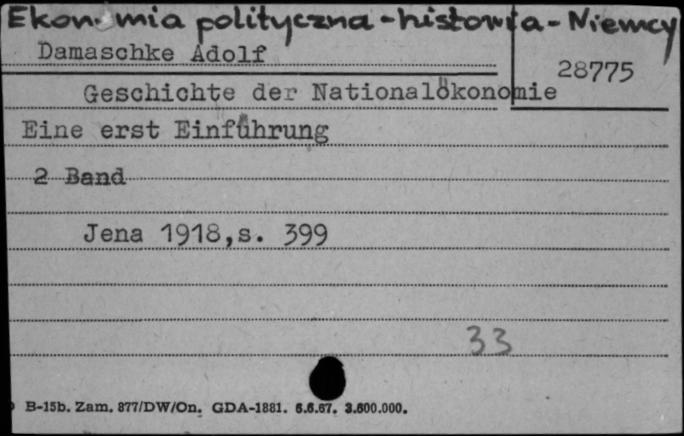 Ekonomia polityczna - historia - Niemcy
Damaschke Adolf
28775
Geschichte der Nationalökonomie
Eine erst Einführung
2 Band
Jena 1918,s. 399
33
B-15b. Zam. 877/DW/On. GDA-1881. 6.6.67. 3.600.000.